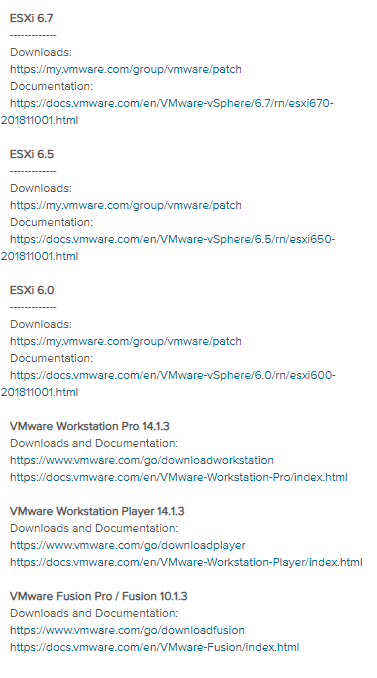 ESXi 6.7
-------------
Downloads:
https://my.vmware.com/group/vmware/patch
Documentation:
https://docs.vmware.com/en/VMware-vSphere/6.7/rn/esxi670-
201811001.html
ESXi 6.5
-------------
Downloads:
https://my.vmware.com/group/vmware/patch
Documentation:
https://docs.vmware.com/en/VMware-vSphere/6.5/rn/esxi650-
201811001.html
ESXi 6.0
-------------
Downloads:
https://my.vmware.com/group/vmware/patch
Documentation:
https://docs.vmware.com/en/VMware-vSphere/6.0/rn/esxi600-
201811001.html
VMware Workstation Pro 14.1.3
Downloads and Documentation:
https://www.vmware.com/go/downloadworkstation
https://docs.vmware.com/en/VMware-Workstation-Pro/index.html
VMware Workstation Player 14.1.3
Downloads and Documentation:
https://www.vmware.com/go/downloadplayer
https://docs.vmware.com/en/VMware-Workstation-Player/index.html
VMware Fusion Pro / Fusion 10.1.3
Downloads and Documentation:
https://www.vmware.com/go/downloadfusion
https://docs.vmware.com/en/VMware-Fusion/index.html